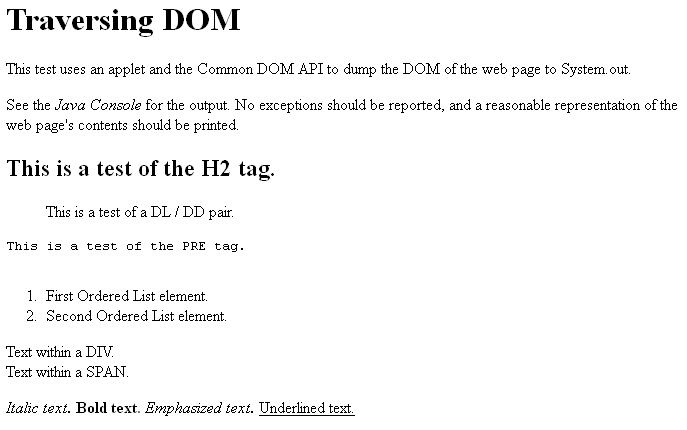 Traversing DOM
This test uses an applet and the Common DOM API to dump the DOM of the web page to System.out.
See the Java Console for the output. No exceptions should be reported, and a reasonable representation of the
web page's contents should be printed.
This is a test of the H2 tag.
This is a test of a DL / DD pair.
This is a test of the PRE tag.
1. First Ordered List element.
2. Second Ordered List element.
Text within a DIV.
Text within a SPAN.
Italic text. Bold text. Emphasized text. Underlined text.